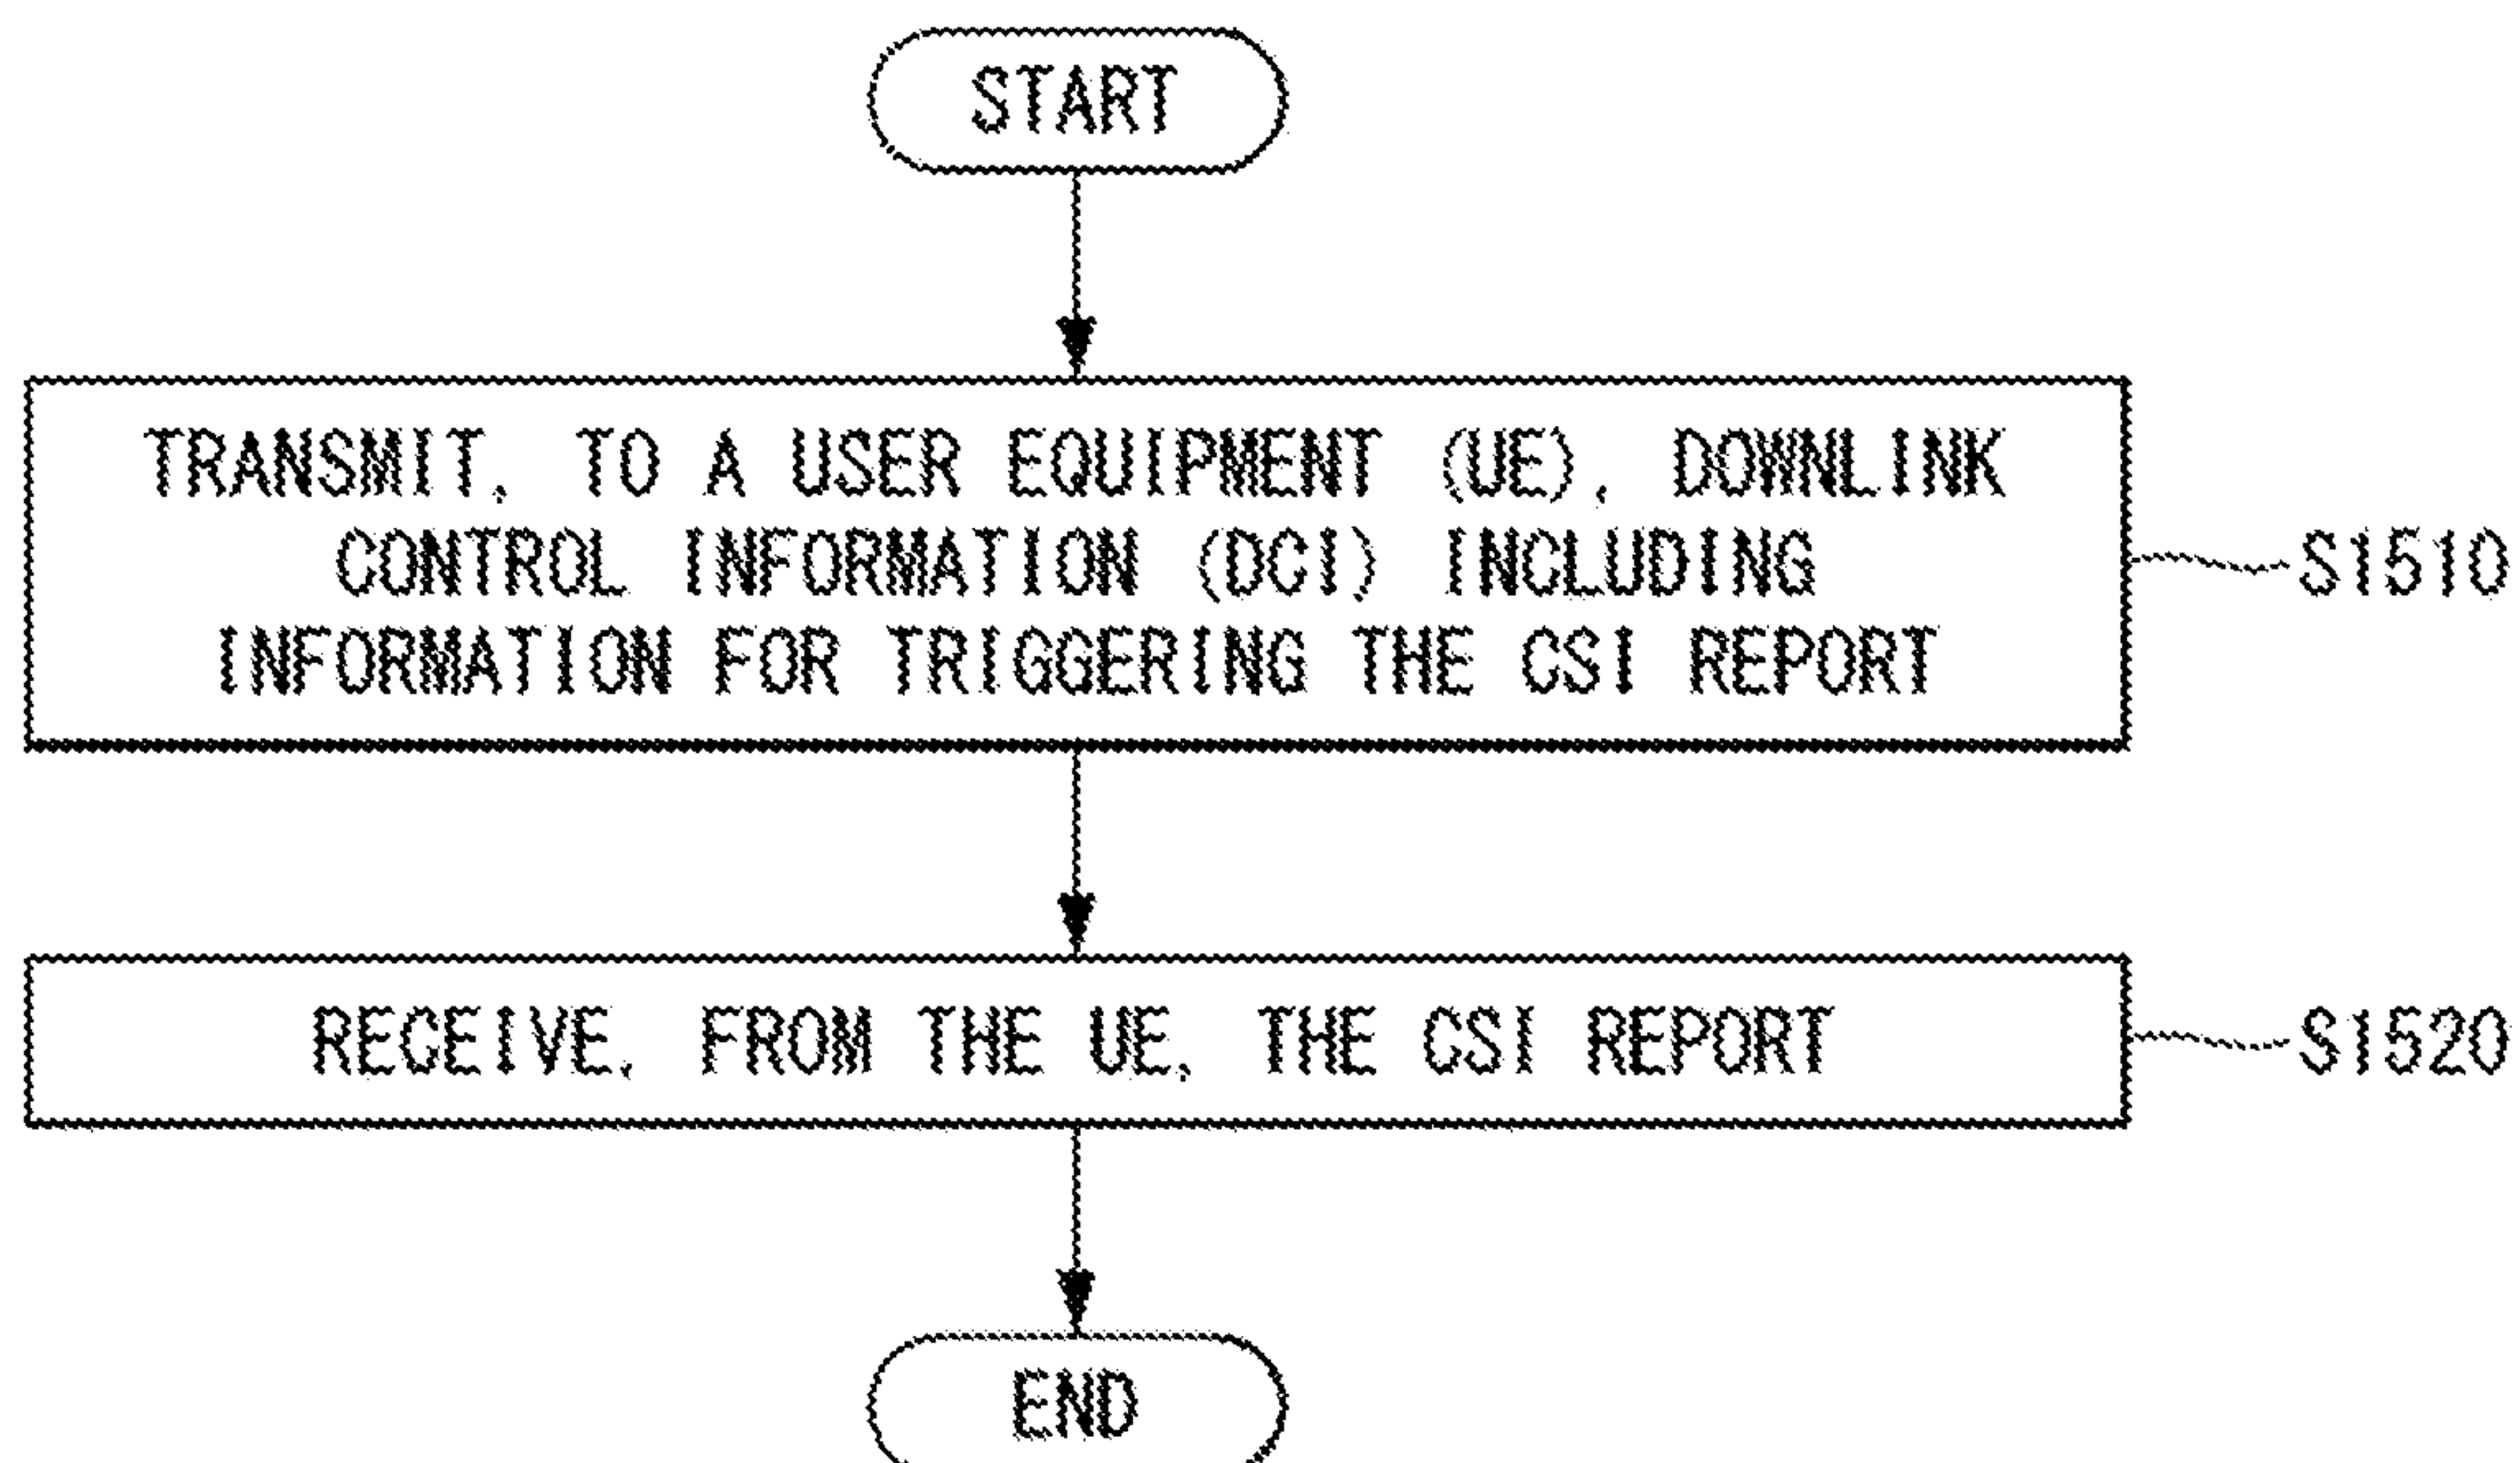 START
TRANSMIT, TO A USER EQUIPMENT (UE), DOWNLINK
CONTROL INFORMATION (DCI) INCLUDING
INFORMATION FOR TRIGGERING THE CSI REPORT
S1510
RECEIVE, FROM THE UE, THE CSI REPORT
S1520
END